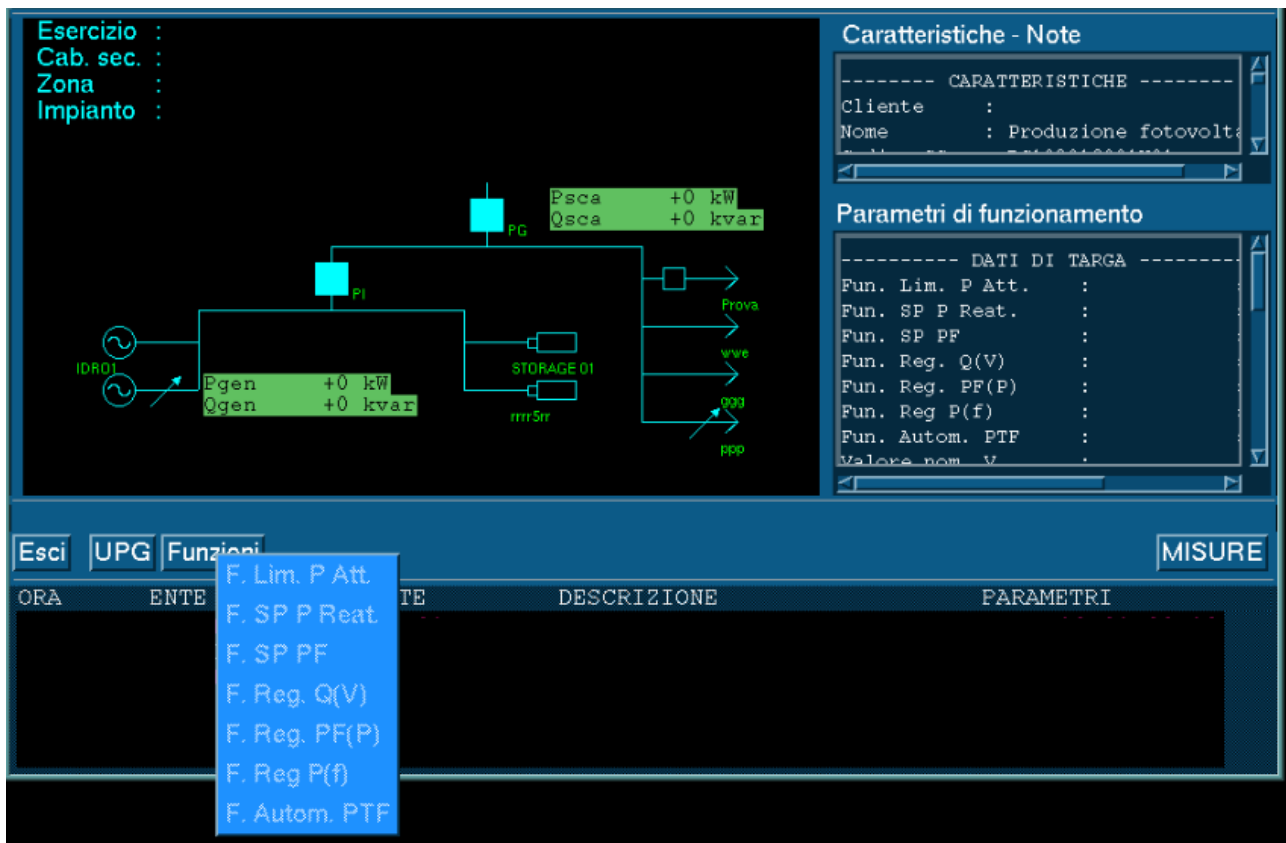 Esercizio :
Cab. sec. :
Zona :
Impianto :
Psca +0 kW
Qsca +0 kvar
PG
PI
Prova
wwe
ggg
ppp
IDRO1
STORAGE 01
rrrr5rr
Pgen +0 kW
Qgen +0 kvar
Caratteristiche - Note
-------- CARATTERISTICHE --------
Cliente :
Nome : Produzione fotovolta
Parametri di funzionamento
---------- DATI DI TARGA ---------
Fun. Lim. P Att. :
Fun. SP P Reat. :
Fun. SP PF :
Fun. Reg. Q(V) :
Fun. Reg. PF(P) :
Fun. Reg P(f) :
Fun. Autom. PTF :
Valore nom. V :
Esci UPG Funzioni MISURE
ORA ENTE TE DESCRIZIONE PARAMETRI
F. Lim. P Att.
F. SP P Reat.
F. SP PF
F. Reg. Q(V)
F. Reg. PF(P)
F. Reg P(f)
F. Autom. PTF